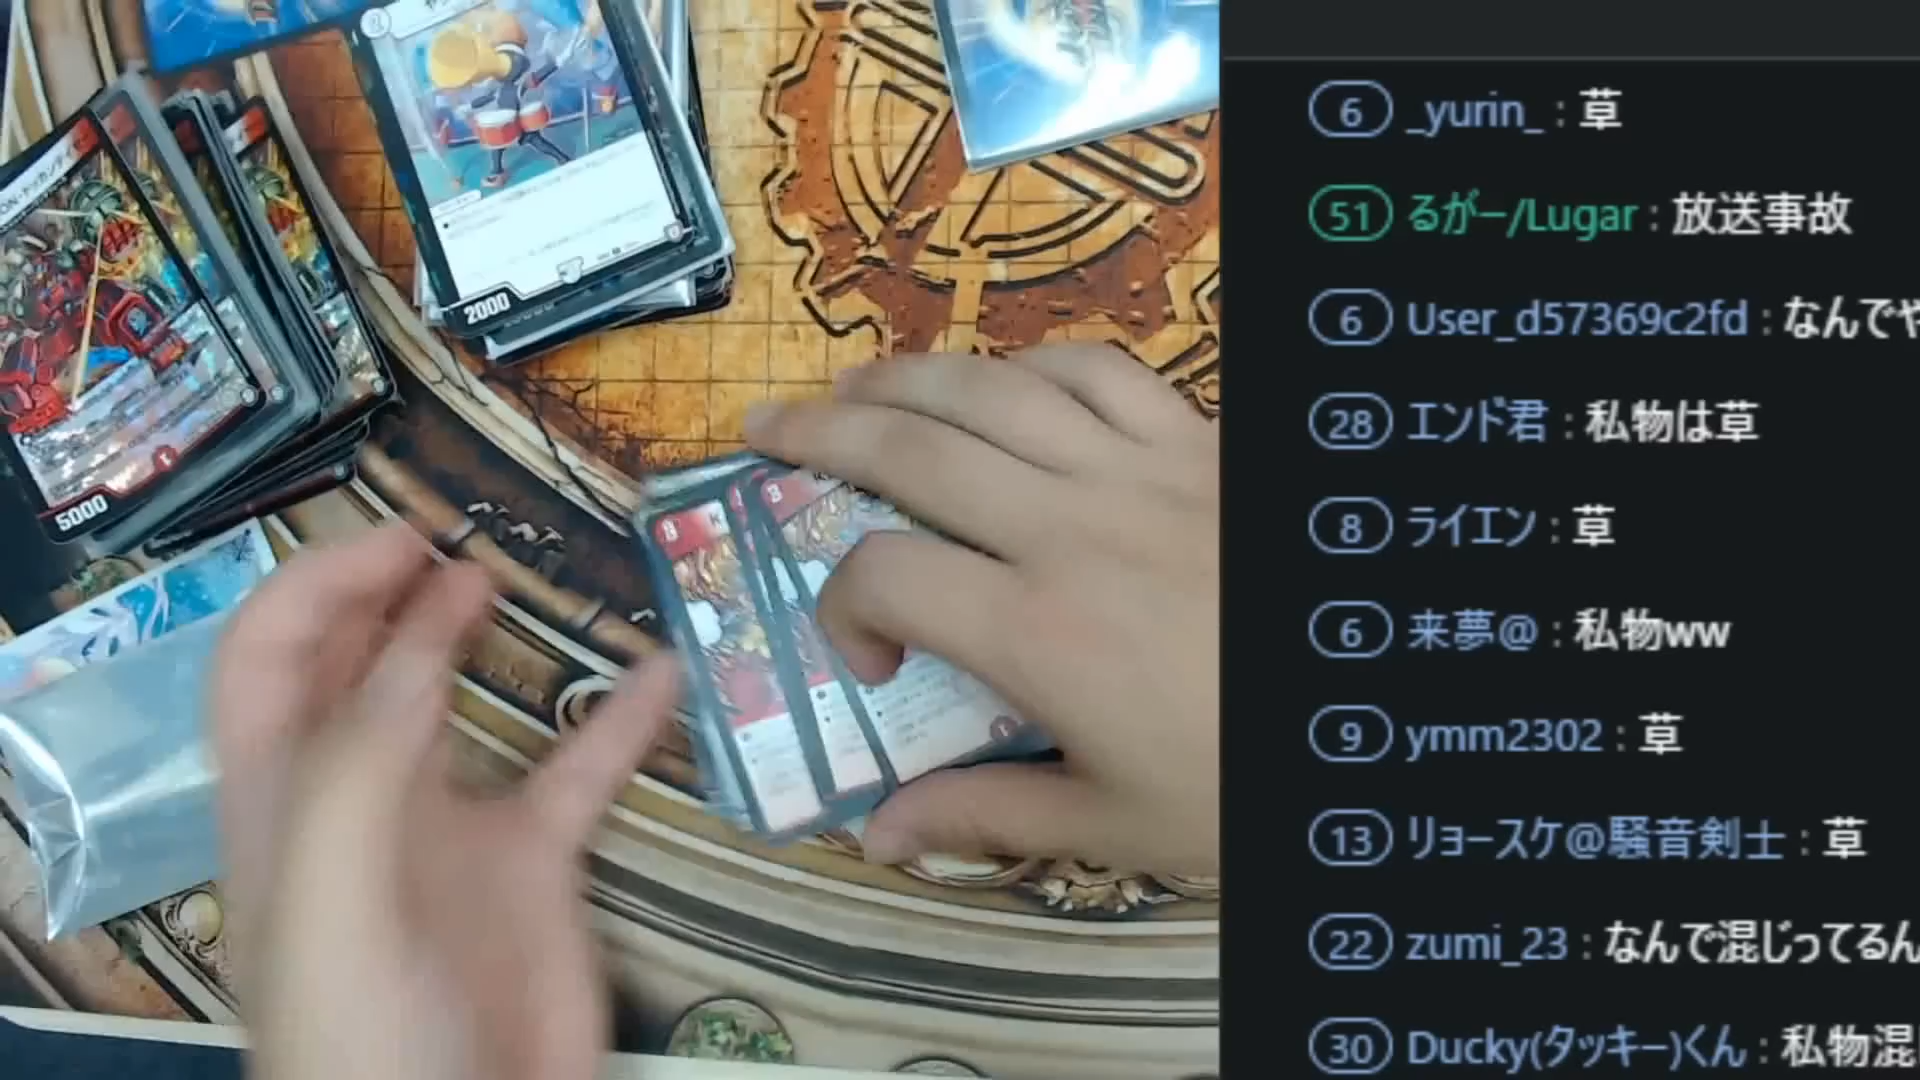 2000
5000
6 _yurin_ : 草
51 るがー/Lugar : 放送事故
6 User_d57369c2fd : なんでや
28 エンド君 : 私物は草
8 ライエン : 草
6 来夢@ : 私物ww
9 ymm2302 : 草
13 リョースケ@騒音剣士 : 草
22 zumi_23 : なんで混じってるん
30 Ducky(タッキー)くん : 私物混